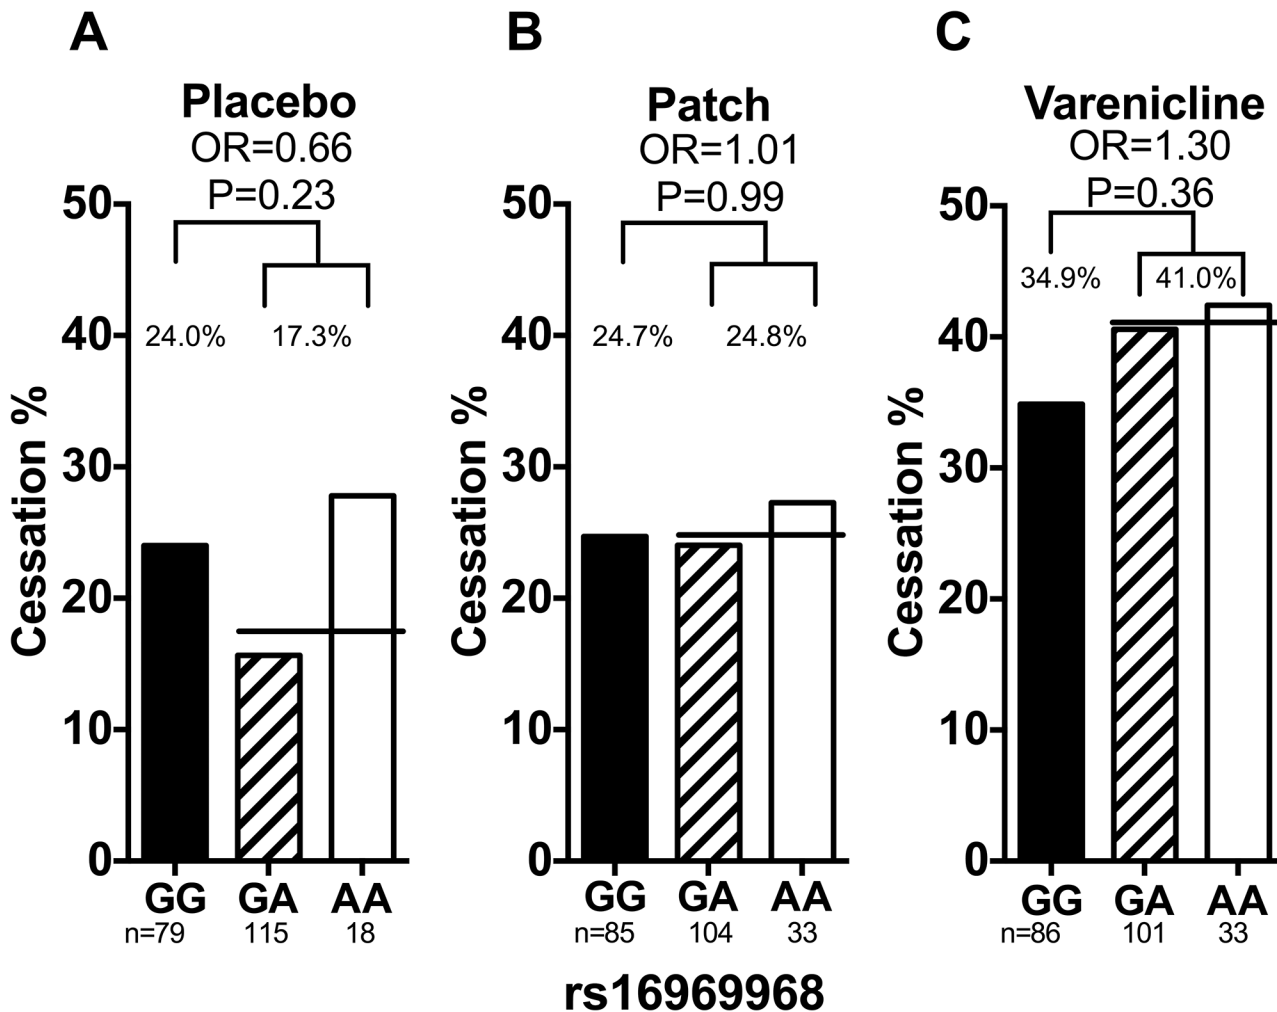 A
Placebo
OR=0.66
P=0.23
24.0% 17.3%
Cessation %
50
40
30
20
10
0
GG GA AA
n=79 115 18
B
Patch
OR=1.01
P=0.99
24.7% 24.8%
Cessation %
50
40
30
20
10
0
GG GA AA
n=85 104 33
C
Varenicline
OR=1.30
P=0.36
34.9% 41.0%
Cessation %
50
40
30
20
10
0
GG GA AA
n=86 101 33
rs16969968